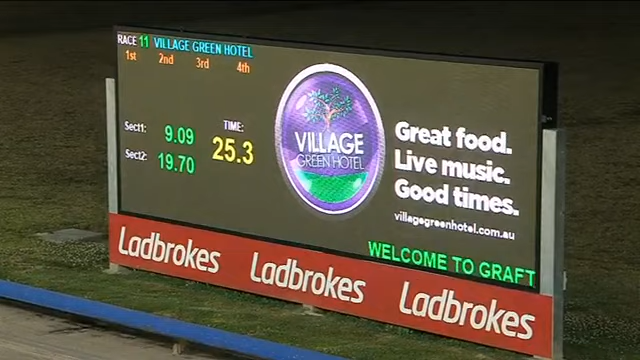 RACE 11 VILLAGE GREEN HOTEL
1st 2nd 3rd 4th
Sect1: 9.09
Sect2: 19.70
TIME:
25.3
VILLAGE
GREEN HOTEL
Great food.
Live music.
Good times.
villagegreenhotel.com.au
WELCOME TO GRAFT
Ladbrokes Ladbrokes Ladbrokes